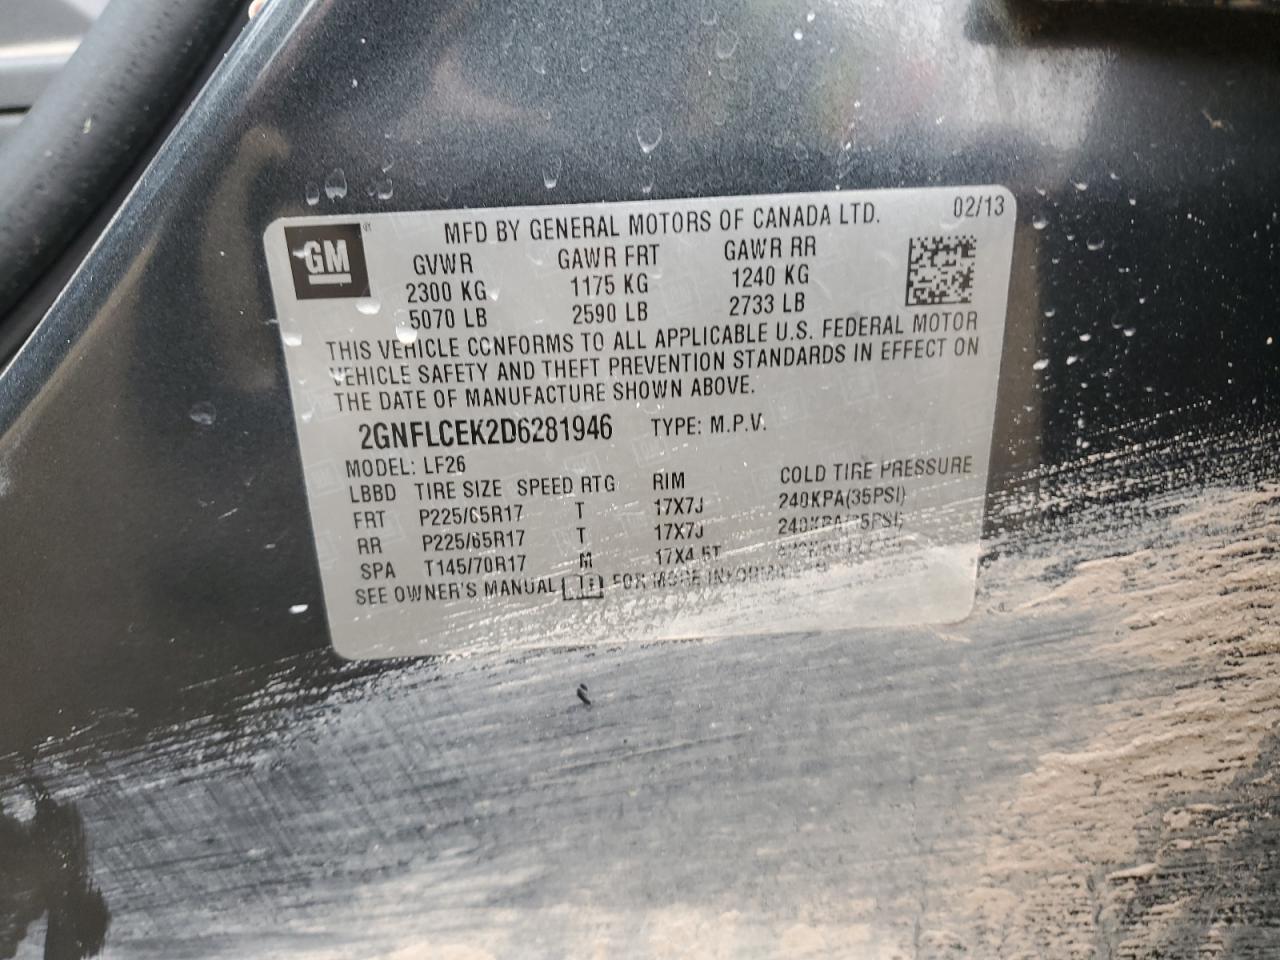 GM
MFD BY GENERAL MOTORS OF CANADA LTD. 02/13
GVWR GAWR FRT GAWR RR
2300 KG 1175 KG 1240 KG
5070 LB 2590 LB 2733 LB
THIS VEHICLE CONFORMS TO ALL APPLICABLE U.S. FEDERAL MOTOR
VEHICLE SAFETY AND THEFT PREVENTION STANDARDS IN EFFECT ON
THE DATE OF MANUFACTURE SHOWN ABOVE.
2GNFLCEK2D6281946 TYPE: M.P.V.
MODEL: LF26
LBBD TIRE SIZE SPEED RTG RIM COLD TIRE PRESSURE
FRT P225/65R17 T 17X7J 240KPA(35PSI)
RR P225/65R17 T 17X7J 240KPA(35PSI)
SPA T145/70R17 M 17X4.5T
SEE OWNER'S MANUAL FOR MORE INFORMATION